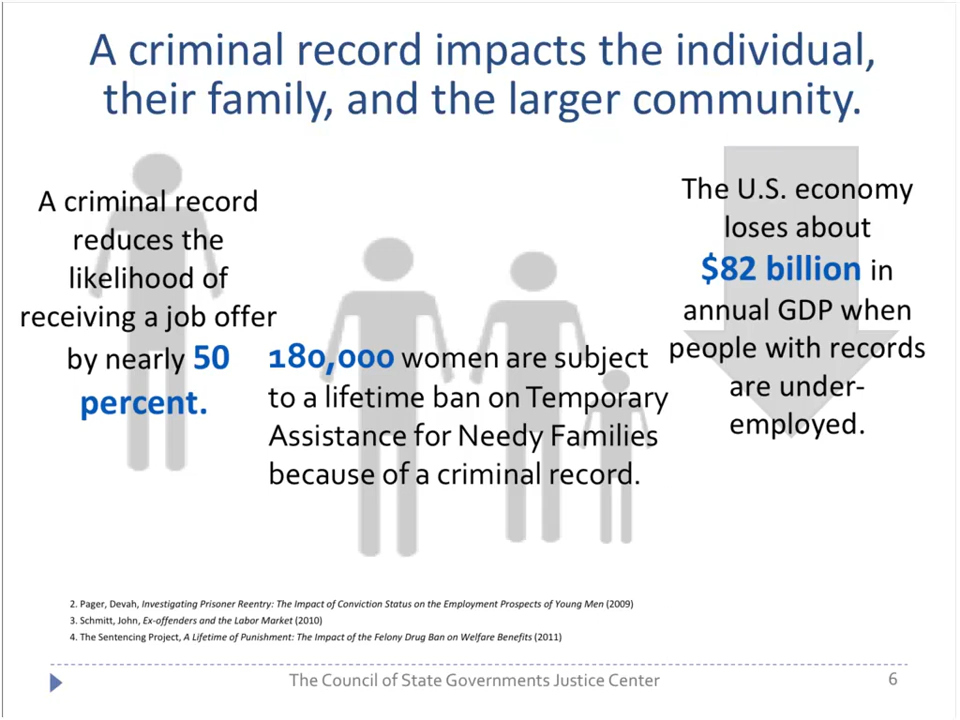 A criminal record impacts the individual,
their family, and the larger community.
A criminal record
reduces the
likelihood of
receiving a job offer
by nearly 50
percent.
180,000 women are subject
to a lifetime ban on Temporary
Assistance for Needy Families
because of a criminal record.
The U.S. economy
loses about
$82 billion in
annual GDP when
people with records
are under-
employed.
2. Pager, Devah, Investigating Prisoner Reentry: The Impact of Conviction Status on the Employment Prospects of Young Men (2009)
3. Schmitt, John, Ex-offenders and the Labor Market (2010)
4. The Sentencing Project, A Lifetime of Punishment: The Impact of the Felony Drug Ban on Welfare Benefits (2011)
The Council of State Governments Justice Center
6